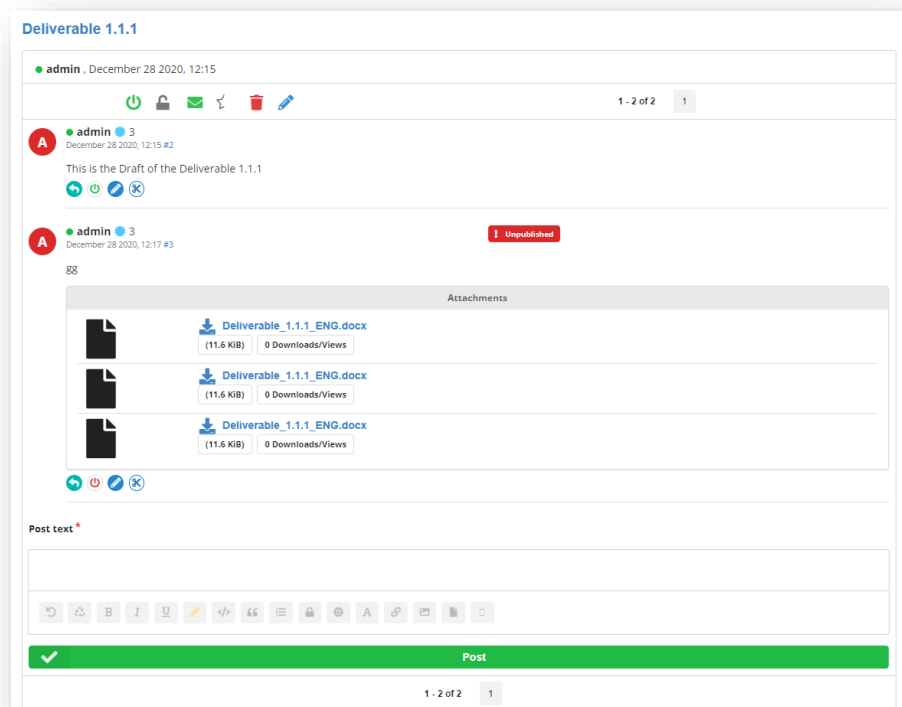 Deliverable 1.1.1
admin , December 28 2020, 12:15
1 - 2 of 2 1
A admin 3
December 28 2020, 12:15 #2
This is the Draft of the Deliverable 1.1.1
A admin 3
Unpublished
December 28 2020, 12:17 #3
gg
Attachments
Deliverable_1.1.1_ENG.docx
(11.6 KiB) 0 Downloads/Views
Deliverable_1.1.1_ENG.docx
(11.6 KiB) 0 Downloads/Views
Deliverable_1.1.1_ENG.docx
(11.6 KiB) 0 Downloads/Views
Post text *
B I U A
Post
1 - 2 of 2 1